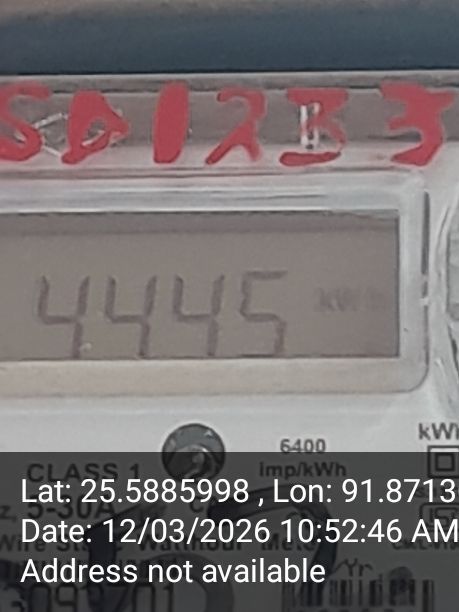 SD1233
4445 kWh
6400
imp/kWh
kWh
CLASS 1
5-30A
Lat: 25.5885998 , Lon: 91.8713
Date: 12/03/2026 10:52:46 AM
Address not available